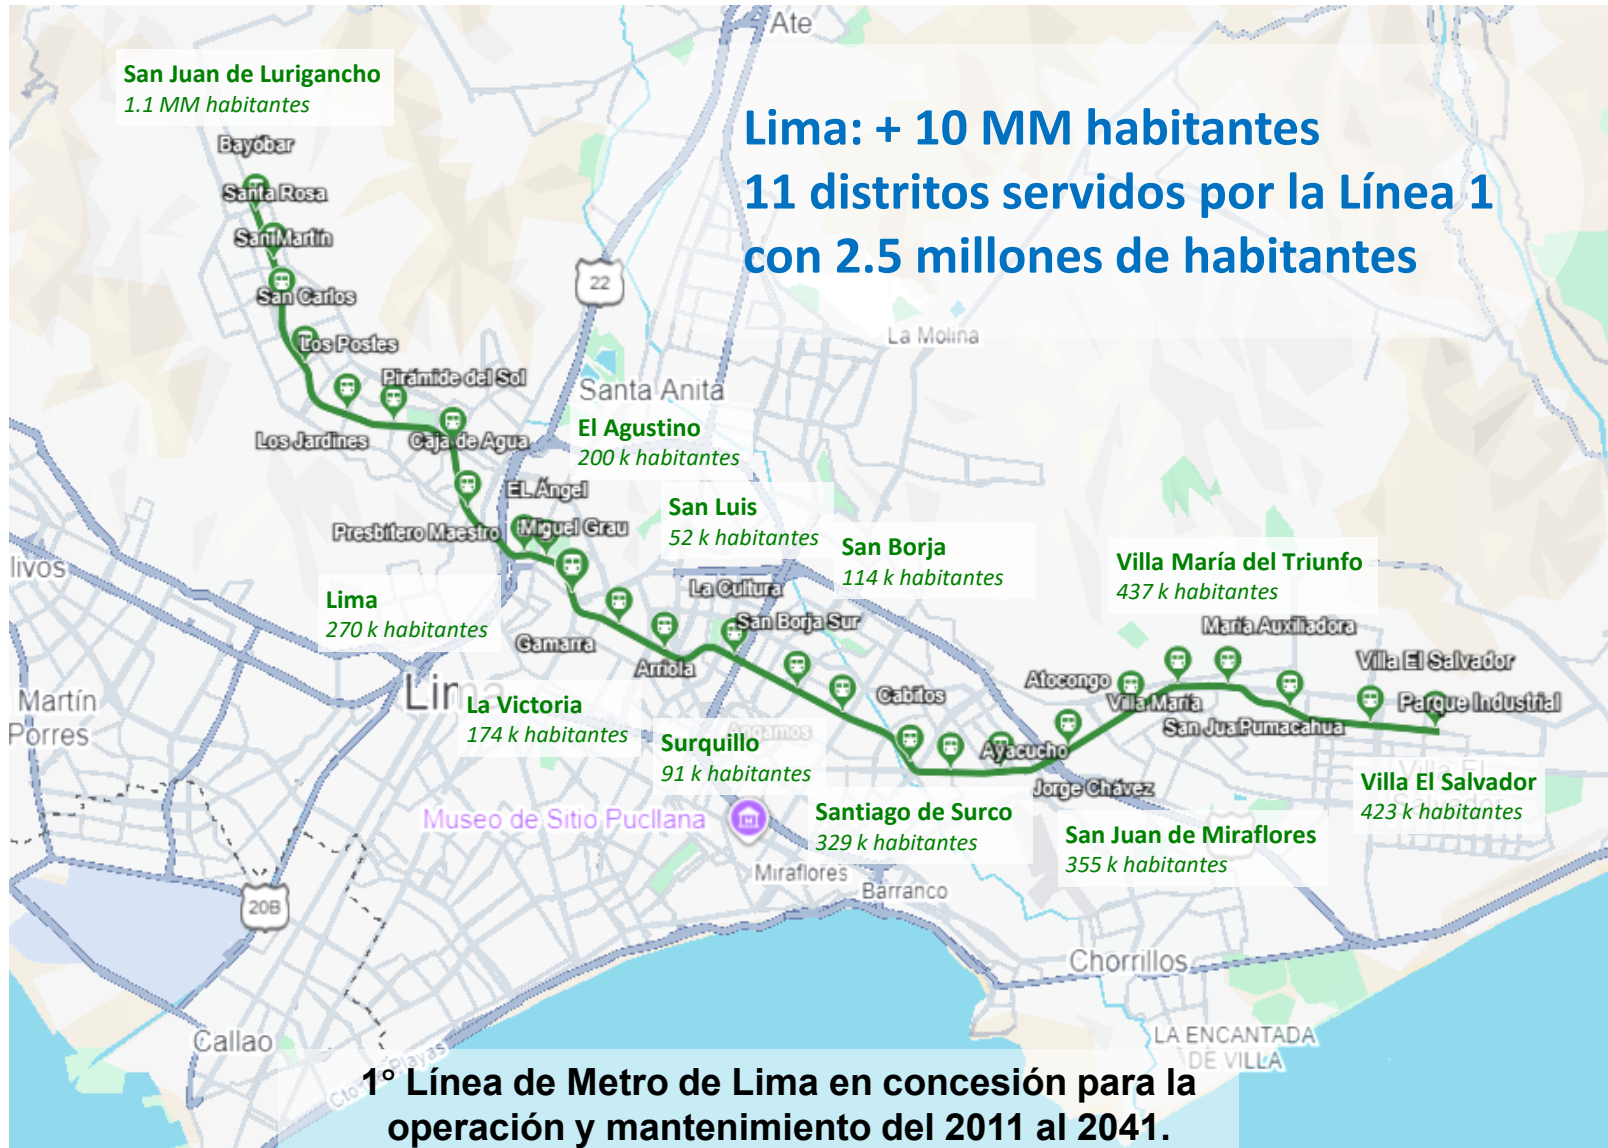 Ate
San Juan de Lurigancho
1.1 MM habitantes
Lima: + 10 MM habitantes
11 distritos servidos por la Línea 1
con 2.5 millones de habitantes
Bayóbar
Santa Rosa
San Martín
San Carlos
22
Los Postes
La Molina
Pirámide del Sol
Santa Anita
Los Jardines
Caja de Agua
El Agustino
200 k habitantes
EL Ángel
San Luis
52 k habitantes
Presbítero Maestro
Miguel Grau
San Borja
114 k habitantes
Villa María del Triunfo
437 k habitantes
livos
Lima
270 k habitantes
La Cultura
San Borja Sur
María Auxiliadora
Gamarra
Arriola
Villa El Salvador
Lima
Martín
Porres
La Victoria
174 k habitantes
Cabitos
Atocongo
Villa María
Parque Industrial
San Jua
Pumacahua
Angamos
Surquillo
91 k habitantes
Ayacucho
Jorge Chávez
Villa El
Villa El Salvador
423 k habitantes
Museo de Sitio Pucllana
Santiago de Surco
329 k habitantes
San Juan de Miraflores
355 k habitantes
Miraflores
Barranco
20B
Chorrillos
Callao
LA ENCANTADA
DE VILLA
Playas
1° Línea de Metro de Lima en concesión para la
operación y mantenimiento del 2011 al 2041.